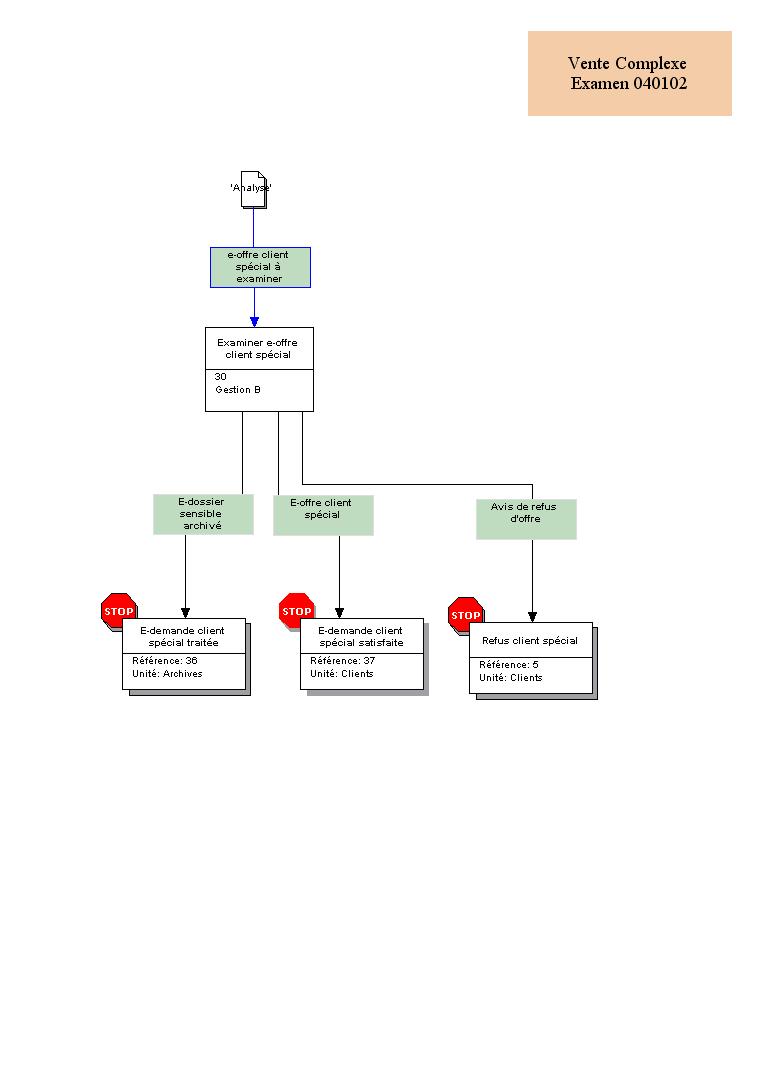 Vente Complexe
Examen 040102
'Analyse'
e-offre client
spécial à
examiner
Examiner e-offre
client spécial
30
Gestion B
E-dossier
sensible
archivé
E-offre client
spécial
Avis de refus
d'offre
STOP
E-demande client
spécial traitée
Référence: 36
Unité: Archives
STOP
E-demande client
spécial satisfaite
Référence: 37
Unité: Clients
STOP
Refus client spécial
Référence: 5
Unité: Clients